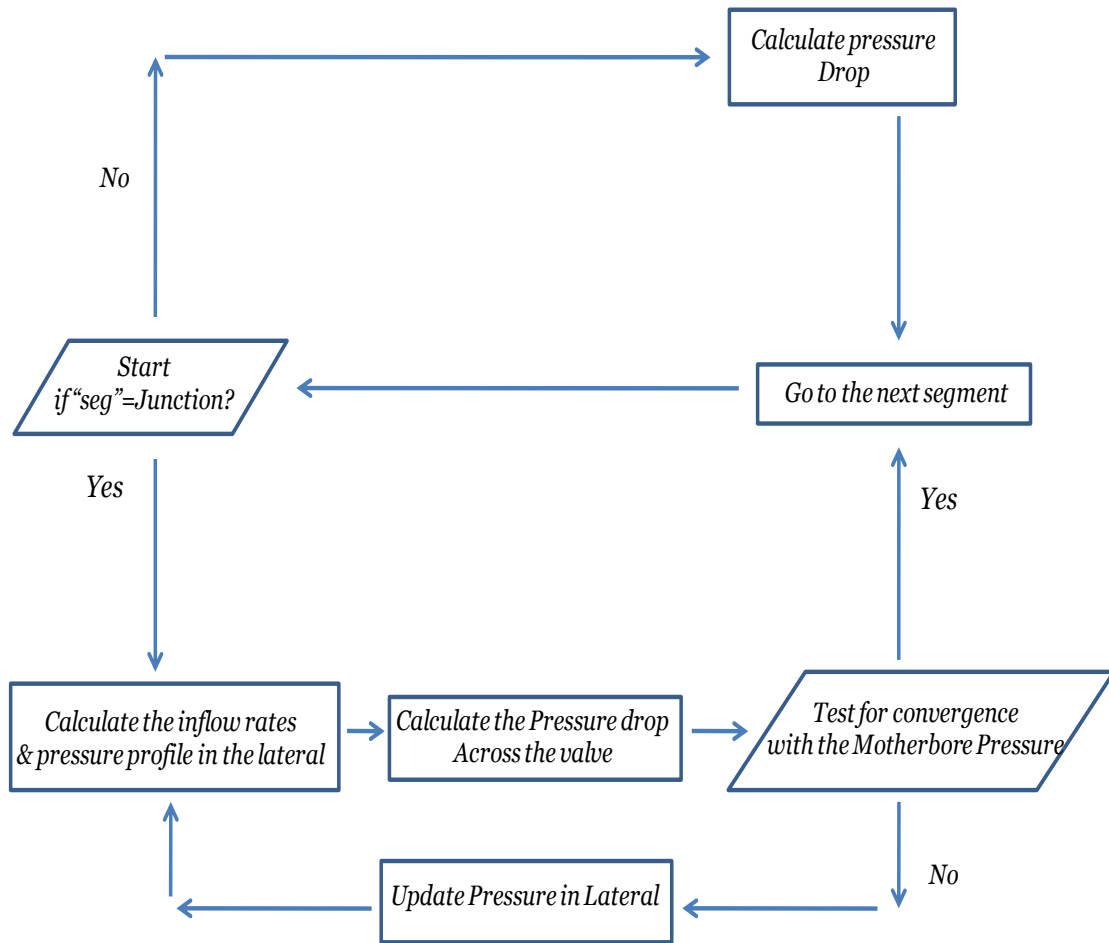 Calculate pressure
Drop
No
Start
if “seg”=Junction?
Go to the next segment
Yes
Yes
Calculate the inflow rates
& pressure profile in the lateral
Calculate the Pressure drop
Across the valve
Test for convergence
with the Motherbore Pressure
Update Pressure in Lateral
No